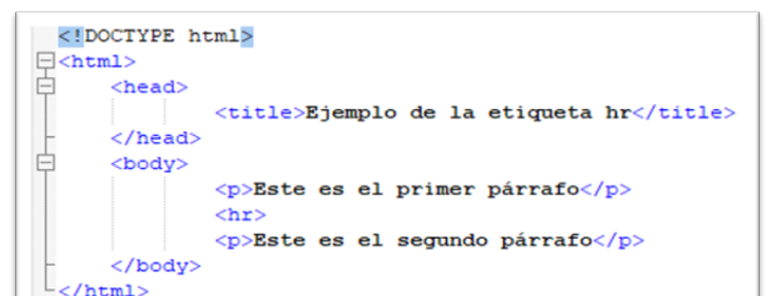 <!DOCTYPE html>
<html>
<head>
<title>Ejemplo de la etiqueta hr</title>
</head>
<body>
<p>Este es el primer párrafo</p>
<hr>
<p>Este es el segundo párrafo</p>
</body>
</html>